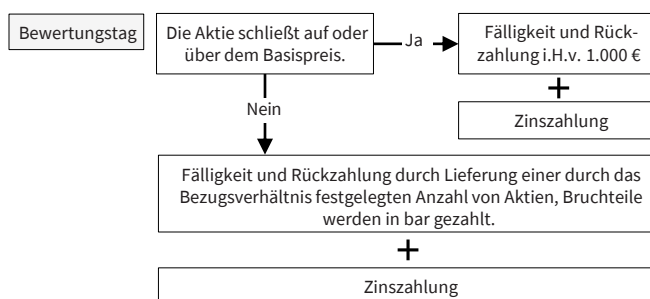 Bewertungstag
Die Aktie schließt auf oder
über dem Basispreis.
Ja
Fälligkeit und Rück-
zahlung i.H.v. 1.000 €
+
Zinszahlung
Nein
Fälligkeit und Rückzahlung durch Lieferung einer durch das
Bezugsverhältnis festgelegten Anzahl von Aktien, Bruchteile
werden in bar gezahlt.
+
Zinszahlung